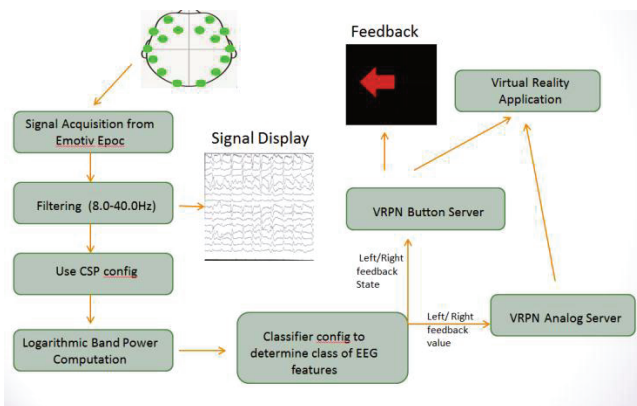 Feedback
Virtual Reality
Application
Signal Acquisition from
Emotiv Epoc
Signal Display
Filtering (8.0-40.0Hz)
VRPN Button Server
Use CSP config
Left/Right
feedback
State
Left/ Right
feedback
value
VRPN Analog Server
Logarithmic Band Power
Computation
Classifier config to
determine class of EEG
features